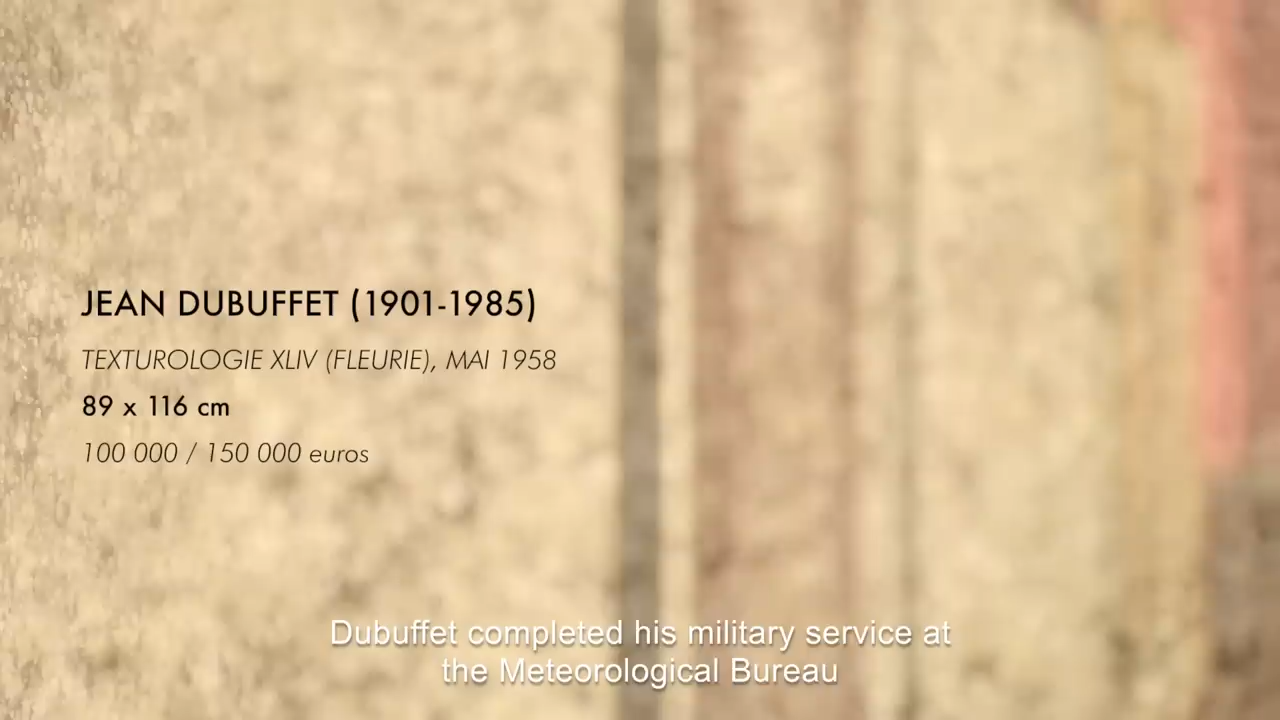 JEAN DUBUFFET (1901-1985)
TEXTUROLOGIE XLIV (FLEURIE), MAI 1958
89 x 116 cm
100 000 / 150 000 euros
Dubuffet completed his military service at
the Meteorological Bureau